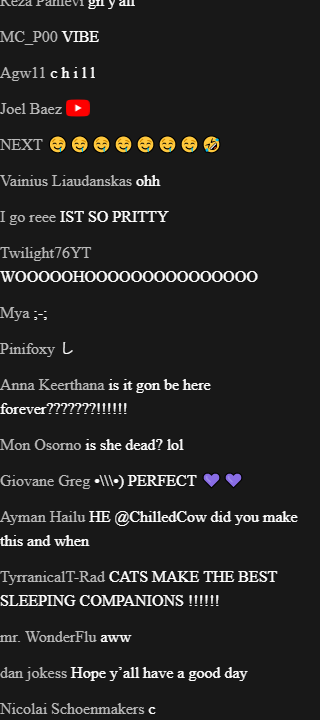 Reza Pahlevi gn y'all
MC_P00 VIBE
Agw11 c h i l l
Joel Baez
NEXT 🤣
Vainius Liaudanskas ohh
I go reee IST SO PRITTY
Twilight76YT
WOOOOOHOOOOOOOOOOOOOOOO
Mya ;-;
Pinifoxy し
Anna Keerthana is it gon be here
forever???????!!!!!!
Mon Osorno is she dead? lol
Giovane Greg •\\\•) PERFECT 💜 💜
Ayman Hailu HE @ChilledCow did you make
this and when
TyrranicalT-Rad CATS MAKE THE BEST
SLEEPING COMPANIONS !!!!!!
mr. WonderFlu aww
dan jokess Hope y’all have a good day
Nicolai Schoenmakers c